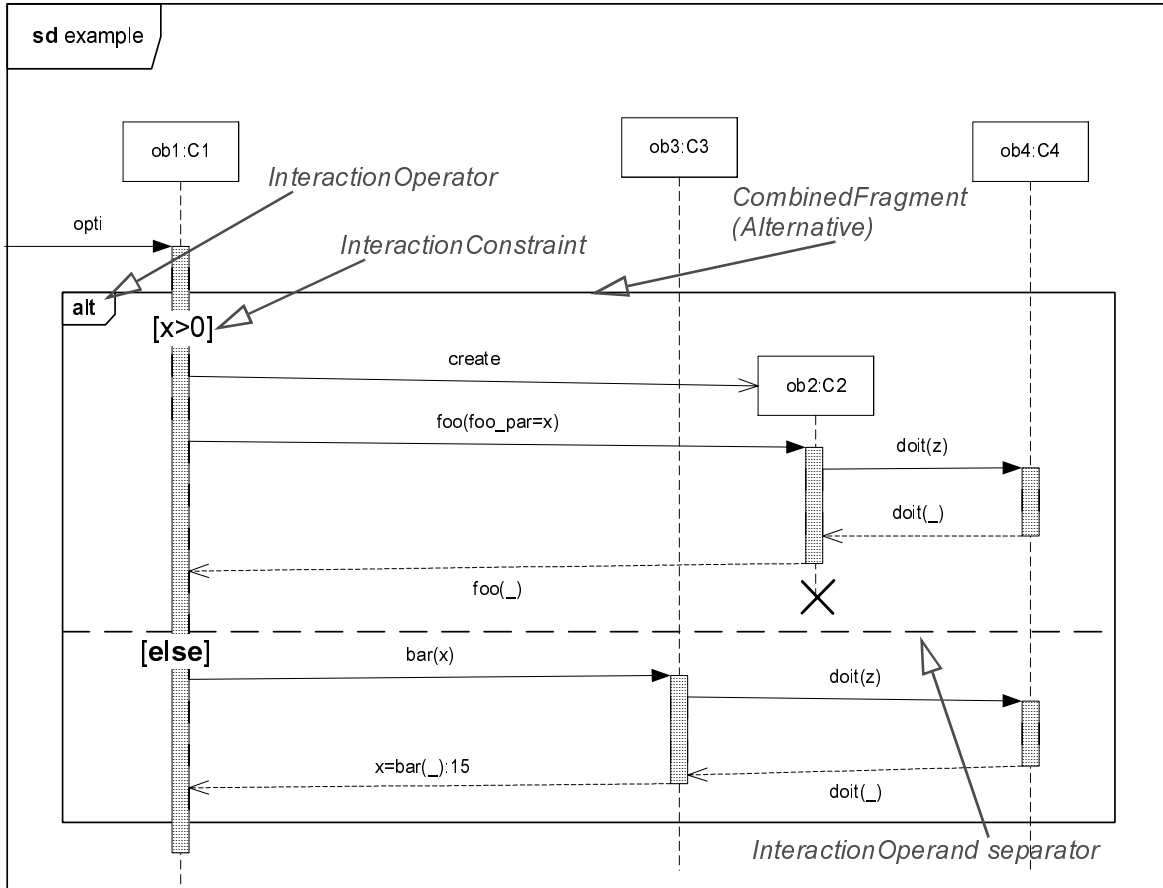 sd example
ob1:C1
ob3:C3
ob4:C4
InteractionOperator
CombinedFragment
(Alternative)
opti
InteractionConstraint
alt
[x>0]
create
ob2:C2
foo(foo_par=x)
doit(z)
doit(_)
foo(_)
[else]
bar(x)
doit(z)
x=bar(_):15
doit(_)
InteractionOperand separator